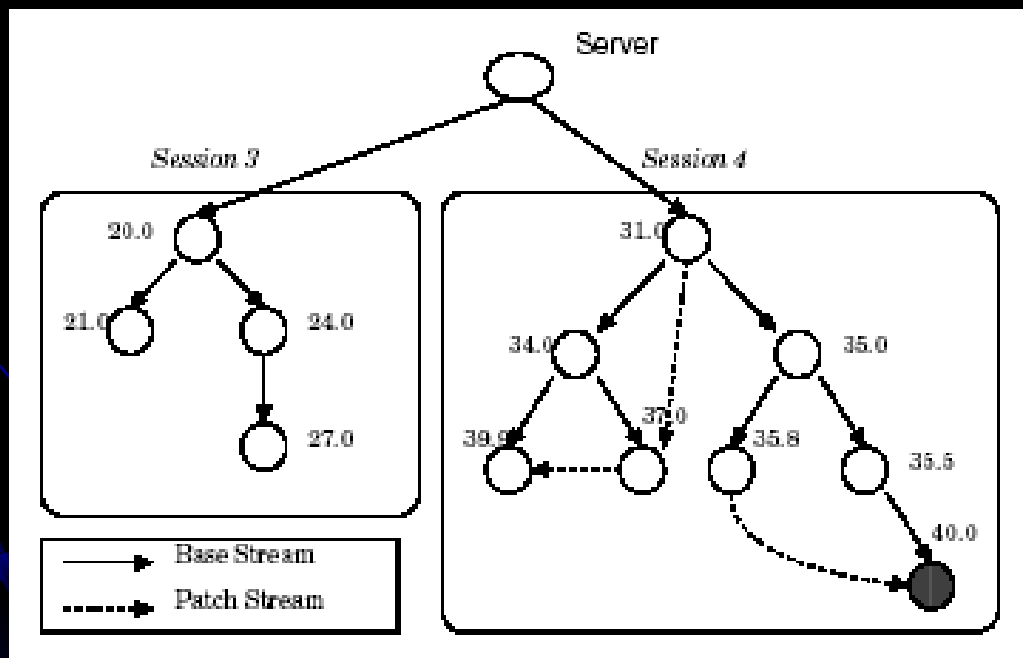 Server
Session 3
Session 4
20.0
31.0
21.0
24.0
34.0
35.0
27.0
39.9
37.0
35.8
35.5
40.0
Base Stream
Patch Stream